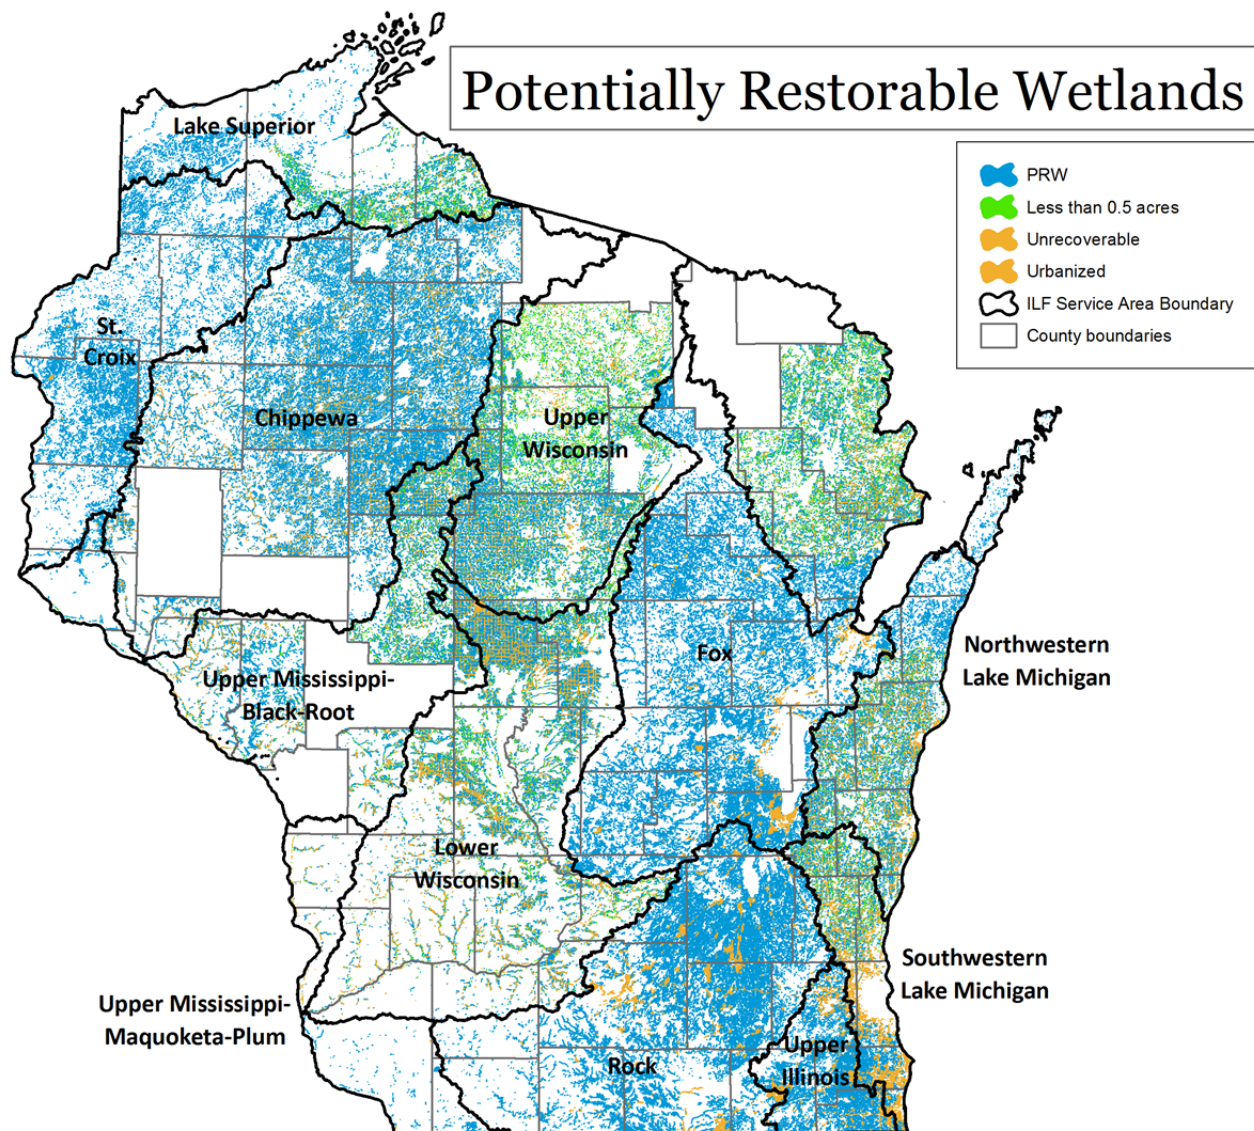 Potentially Restorable Wetlands
PRW
Less than 0.5 acres
Unrecoverable
Urbanized
ILF Service Area Boundary
County boundaries
Lake Superior
St.
Croix
Chippewa
Upper
Wisconsin
Fox
Northwestern
Lake Michigan
Upper Mississippi-
Black-Root
Lower
Wisconsin
Southwestern
Lake Michigan
Upper Mississippi-
Maquoketa-Plum
Rock
Upper
Illinois